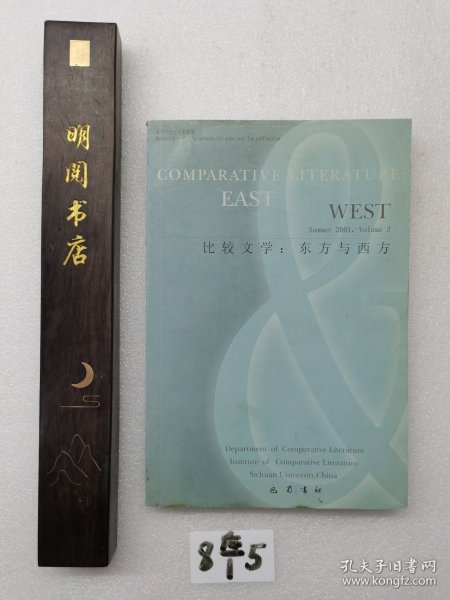 明阅书店
COMPARATIVE LITERATURE:
EAST
WEST
Summer 2001, Volume 3
比较文学：东方与西方
Department of Comparative Literature
Institute of Comparative Literature
Sichuan University,China
巴蜀书社
孔夫子旧书网
www.kongfz.com